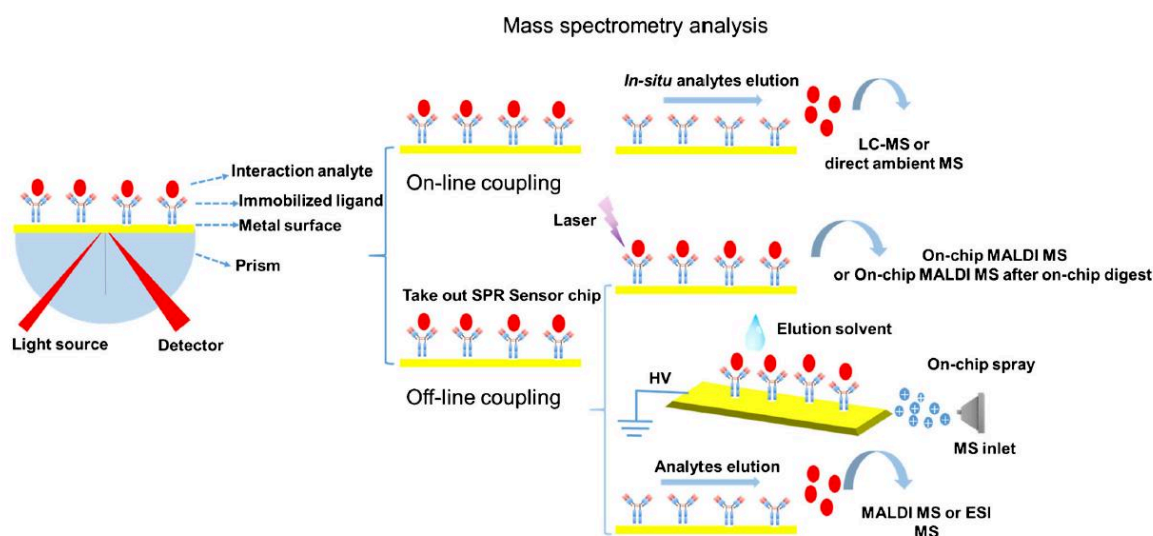 Mass spectrometry analysis
Interaction analyte
Immobilized ligand
Metal surface
Prism
Light source
Detector
On-line coupling
In-situ analytes elution
LC-MS or
direct ambient MS
Take out SPR Sensor chip
Off-line coupling
Laser
On-chip MALDI MS
or On-chip MALDI MS after on-chip digest
Elution solvent
HV
On-chip spray
MS inlet
Analytes elution
MALDI MS or ESI
MS